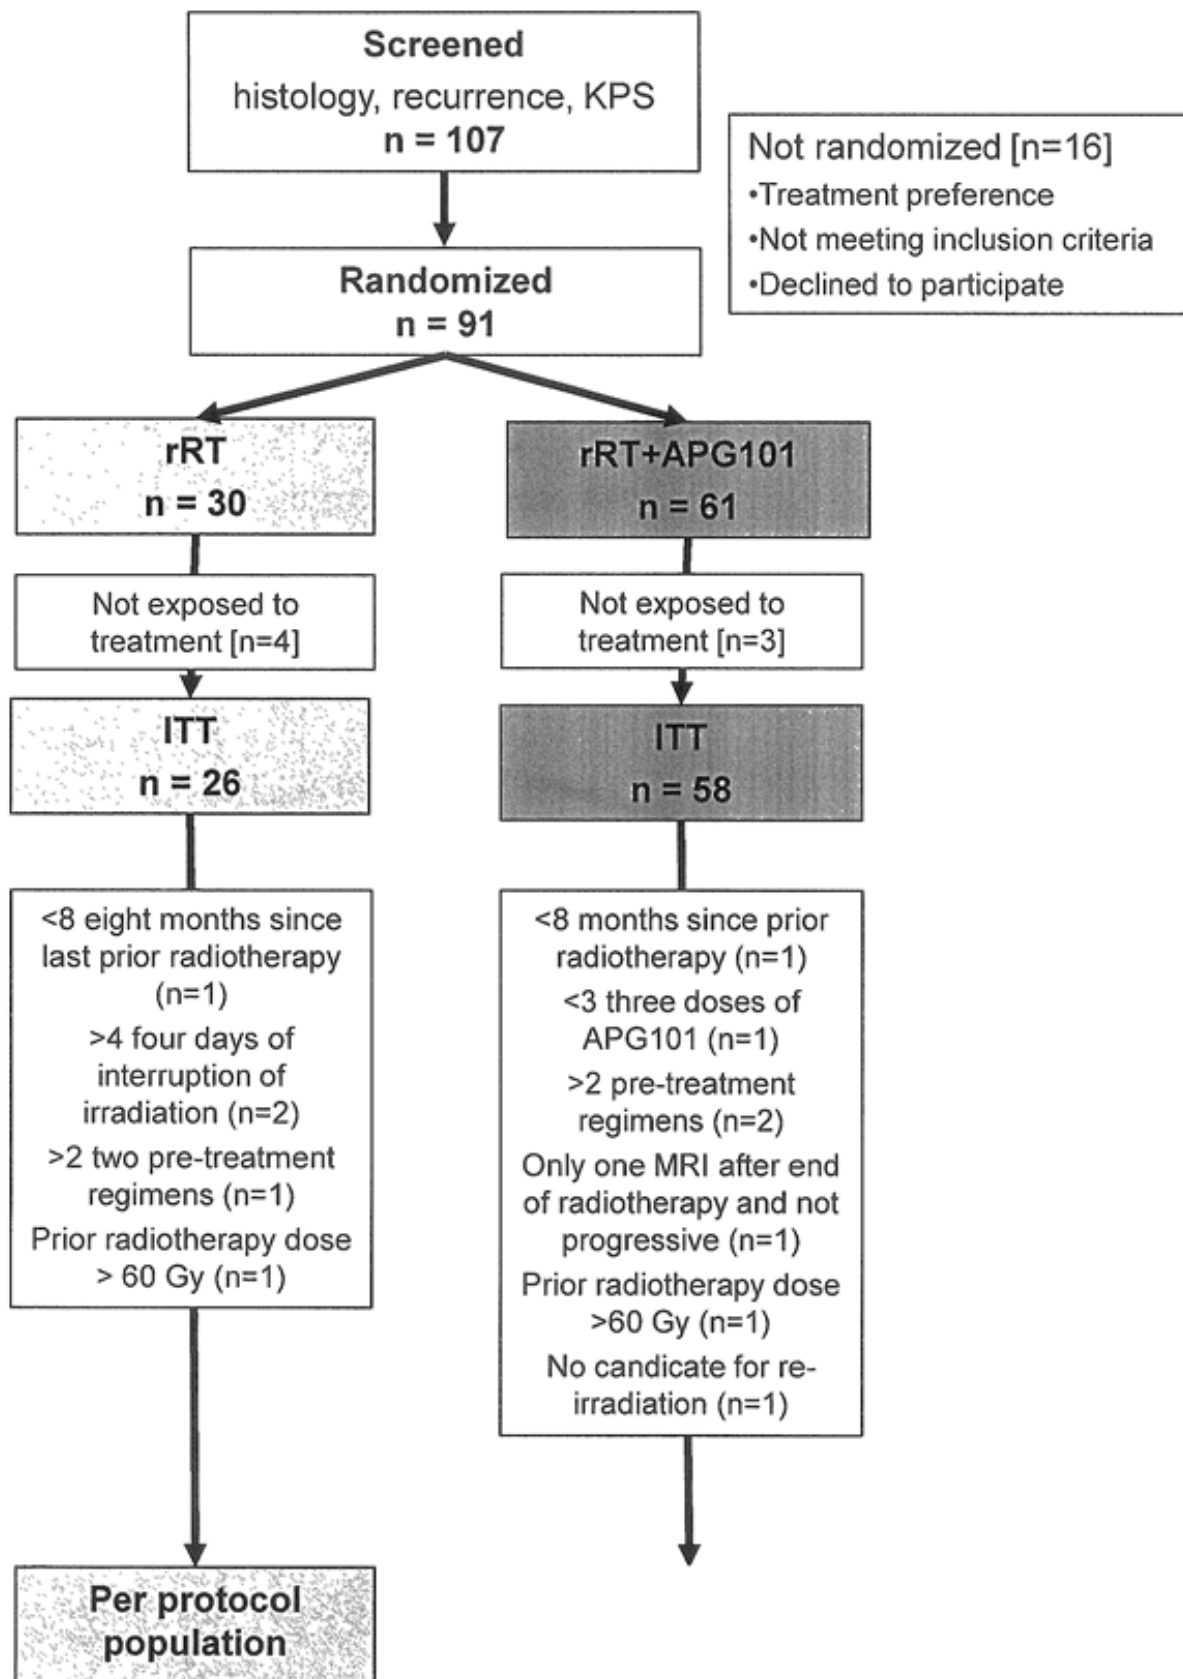 Screened
histology, recurrence, KPS
n = 107
Not randomized [n=16]
•Treatment preference
•Not meeting inclusion criteria
•Declined to participate
Randomized
n = 91
rRT
n = 30
rRT+APG101
n = 61
Not exposed to
treatment [n=4]
Not exposed to
treatment [n=3]
ITT
n = 26
ITT
n = 58
<8 eight months since
last prior radiotherapy
(n=1)
>4 four days of
interruption of
irradiation (n=2)
>2 two pre-treatment
regimens (n=1)
Prior radiotherapy dose
> 60 Gy (n=1)
<8 months since prior
radiotherapy (n=1)
<3 three doses of
APG101 (n=1)
>2 pre-treatment
regimens (n=2)
Only one MRI after end
of radiotherapy and not
progressive (n=1)
Prior radiotherapy dose
>60 Gy (n=1)
No candicate for re-
irradiation (n=1)
Per protocol
population